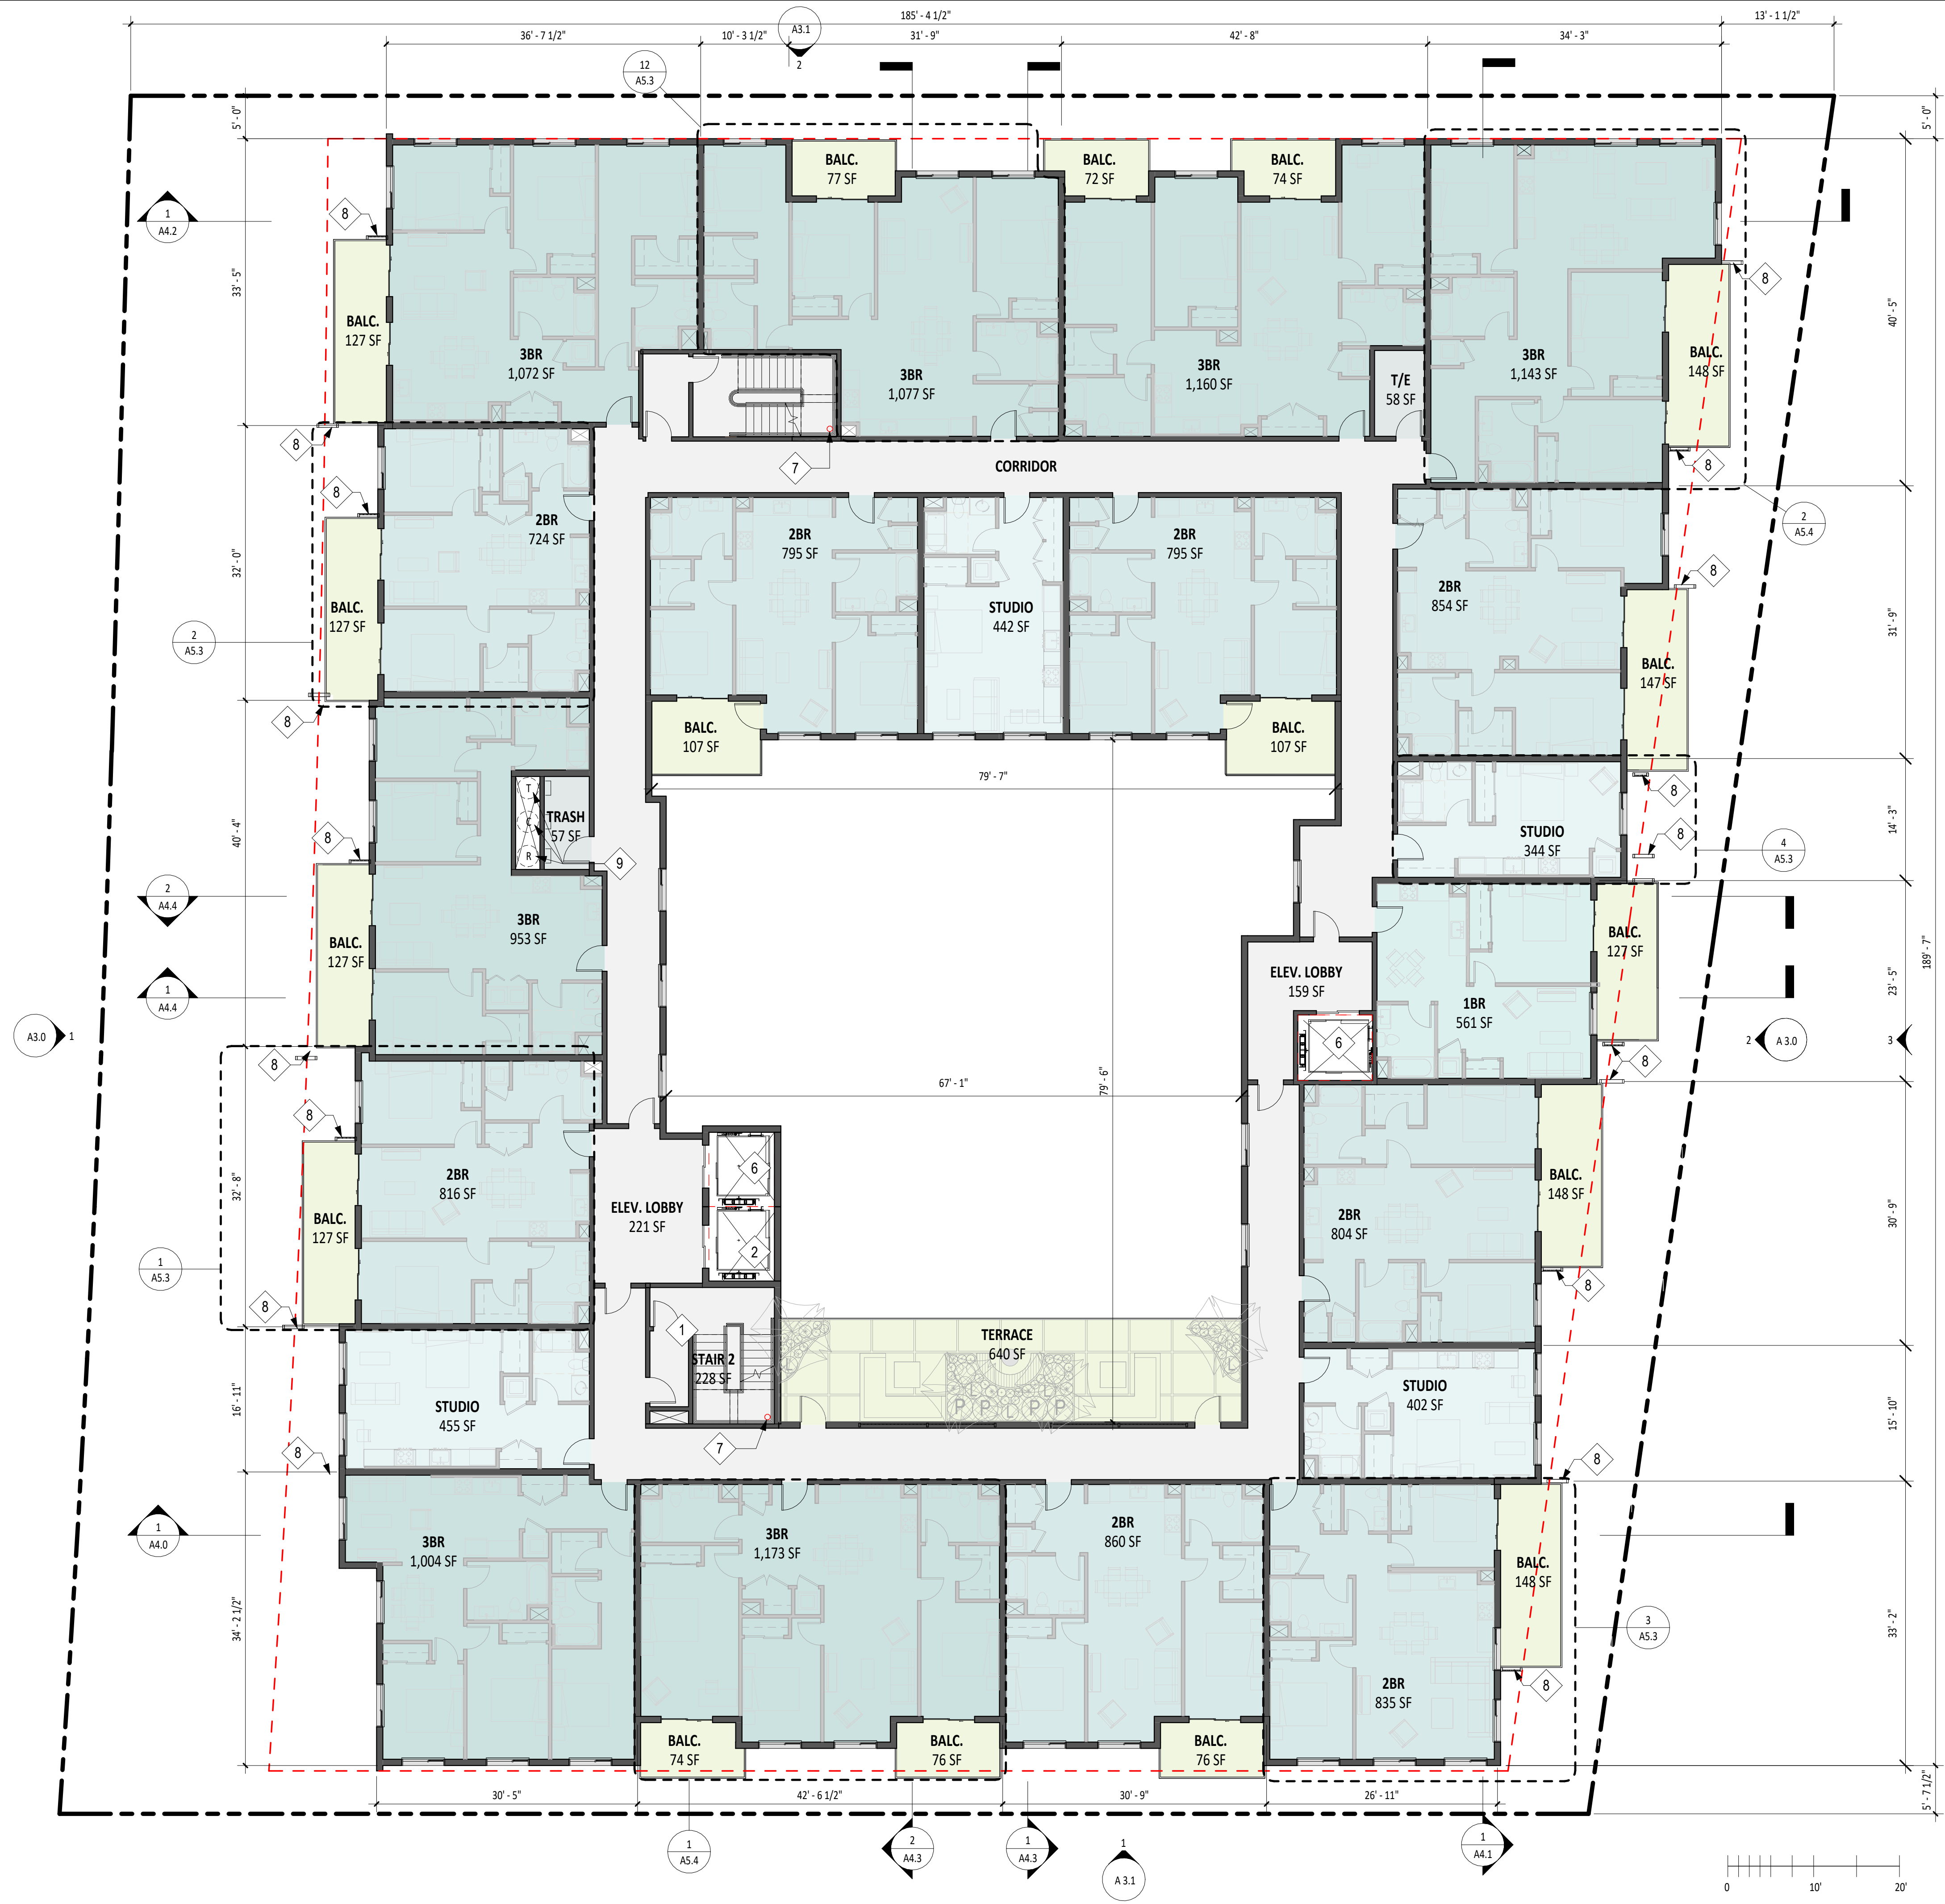 185' - 4 1/2"
13' - 1 1/2"
36' - 7 1/2"
10' - 3 1/2"
31' - 9"
42' - 8"
34' - 3"
A3.1
2
12
A5.3
5' - 0"
5' - 0"
BALC.
77 SF
BALC.
72 SF
BALC.
74 SF
1
A4.2
8
33' - 5"
40' - 5"
8
BALC.
127 SF
3BR
1,072 SF
3BR
1,077 SF
3BR
1,160 SF
T/E
58 SF
3BR
1,143 SF
BALC.
148 SF
8
7
CORRIDOR
8
8
2
A5.4
2BR
724 SF
2BR
795 SF
STUDIO
442 SF
2BR
795 SF
2BR
854 SF
8
32' - 0"
31' - 9"
BALC.
127 SF
2
A5.3
BALC.
147 SF
8
BALC.
107 SF
BALC.
107 SF
79' - 7"
8
T
C
R
TRASH
57 SF
9
40' - 4"
8
STUDIO
344 SF
14' - 3"
8
4
A5.3
2
A4.4
3BR
953 SF
BALC.
127 SF
BALC.
127 SF
189' - 7"
1
A4.4
ELEV. LOBBY
159 SF
6
1BR
561 SF
23' - 5"
A3.0
1
2
A 3.0
3
8
8
67' - 1"
79' - 6"
8
2BR
816 SF
32' - 8"
6
2
ELEV. LOBBY
221 SF
BALC.
127 SF
1
A5.3
2BR
804 SF
BALC.
148 SF
30' - 9"
8
8
1
STAIR 2
228 SF
TERRACE
640 SF
L
L
L
L
P
P
L
P
P
STUDIO
455 SF
16' - 11"
7
8
STUDIO
402 SF
15' - 10"
8
1
A4.0
3BR
1,004 SF
3BR
1,173 SF
2BR
860 SF
2BR
835 SF
BALC.
148 SF
34' - 2 1/2"
33' - 2"
3
A5.3
8
BALC.
74 SF
BALC.
76 SF
BALC.
76 SF
30' - 5"
42' - 6 1/2"
30' - 9"
26' - 11"
5' - 7 1/2"
1
A5.4
2
A4.3
1
A4.3
1
A 3.1
1
A4.1
0
10'
20'